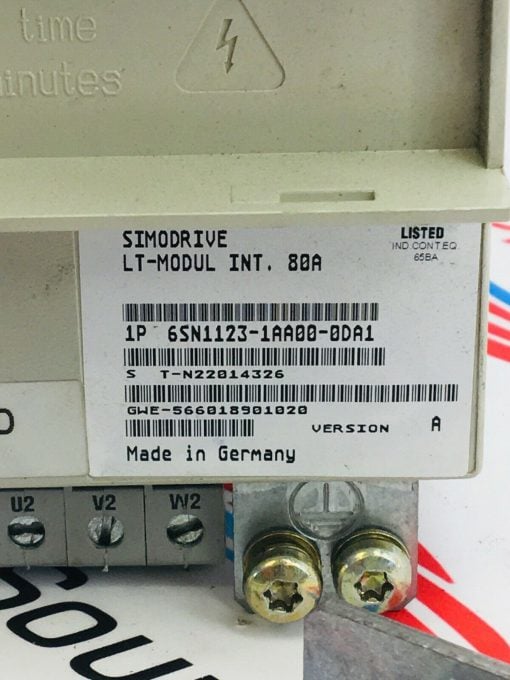 time
minutes
SIMODRIVE
LT-MODUL INT. 80A
LISTED
IND.CONT.EQ.
65BA
1P 6SN1123-1AA00-0DA1
S T-N22014326
GWE-566018901020
VERSION A
Made in Germany
U2
V2
W2